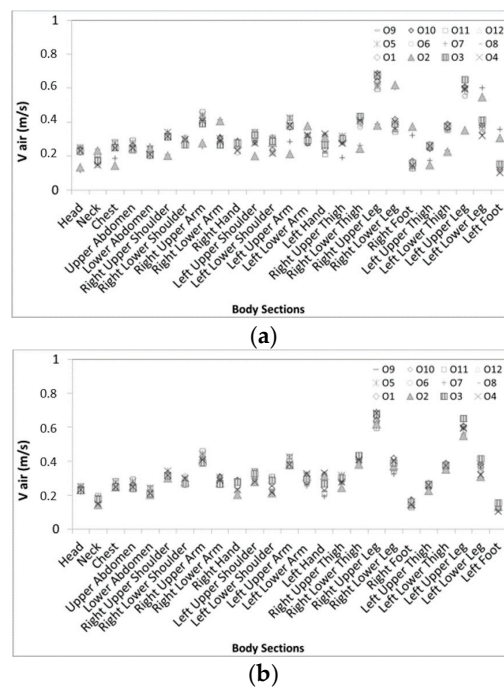 1
0.8
0.6
0.4
0.2
0
V air (m/s)
O9 O10 O11 O12
O5 O6 O7 O8
O1 O2 O3 O4
Head
Neck
Chest
Upper Abdomen
Lower Abdomen
Right Upper Shoulder
Right Lower Shoulder
Right Upper Arm
Right Lower Arm
Right Hand
Left Upper Shoulder
Left Lower Shoulder
Left Upper Arm
Left Lower Arm
Left Hand
Right Upper Thigh
Right Lower Thigh
Right Upper Leg
Right Lower Leg
Right Foot
Left Upper Thigh
Left Lower Thigh
Left Upper Leg
Left Lower Leg
Left Foot
Body Sections
(a)
1
0.8
0.6
0.4
0.2
0
V air (m/s)
O9 O10 O11 O12
O5 O6 O7 O8
O1 O2 O3 O4
Head
Neck
Chest
Upper Abdomen
Lower Abdomen
Right Upper Shoulder
Right Lower Shoulder
Right Upper Arm
Right Lower Arm
Right Hand
Left Upper Shoulder
Left Lower Shoulder
Left Upper Arm
Left Lower Arm
Left Hand
Right Upper Thigh
Right Lower Thigh
Right Upper Leg
Right Lower Leg
Right Foot
Left Upper Thigh
Left Lower Thigh
Left Upper Leg
Left Lower Leg
Left Foot
Body Sections
(b)